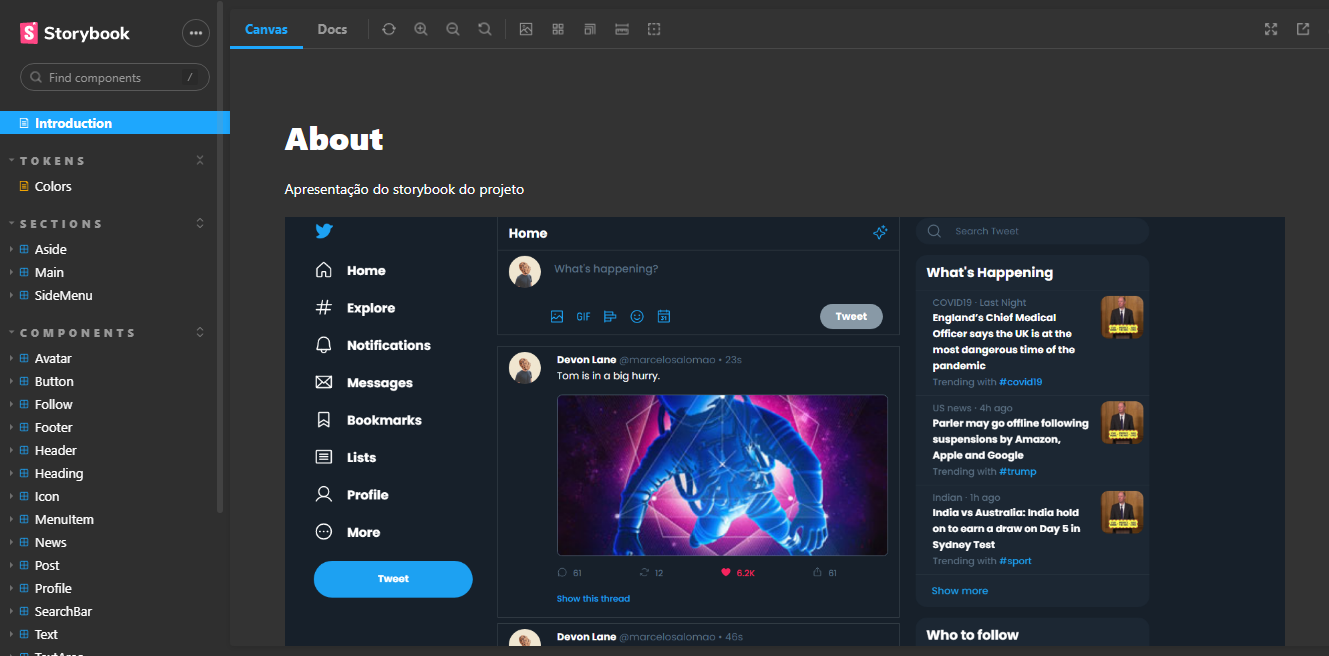 Storybook
Find components
/
Introduction
TOKENS
Colors
SECTIONS
Aside
Main
SideMenu
COMPONENTS
Avatar
Button
Follow
Footer
Header
Heading
Icon
MenuItem
News
Post
Profile
SearchBar
Text
TextArea
Canvas
Docs
About
Apresentação do storybook do projeto
Home
Explore
Notifications
Messages
Bookmarks
Lists
Profile
More
Tweet
Home
What's happening?
GIF
Tweet
Devon Lane @marcelosalomao • 23s
Tom is in a big hurry.
61
12
6.2K
61
Show this thread
Devon Lane @marcelosalomao • 46s
Search Tweet
What's Happening
COVID19 · Last Night
England's Chief Medical
Officer says the UK is at the
most dangerous time of the
pandemic
Trending with #covid19
US news · 4h ago
Parler may go offline following
suspensions by Amazon,
Apple and Google
Trending with #trump
Indian · 1h ago
India vs Australia: India hold
on to earn a draw on Day 5 in
Sydney Test
Trending with #sport
Show more
Who to follow